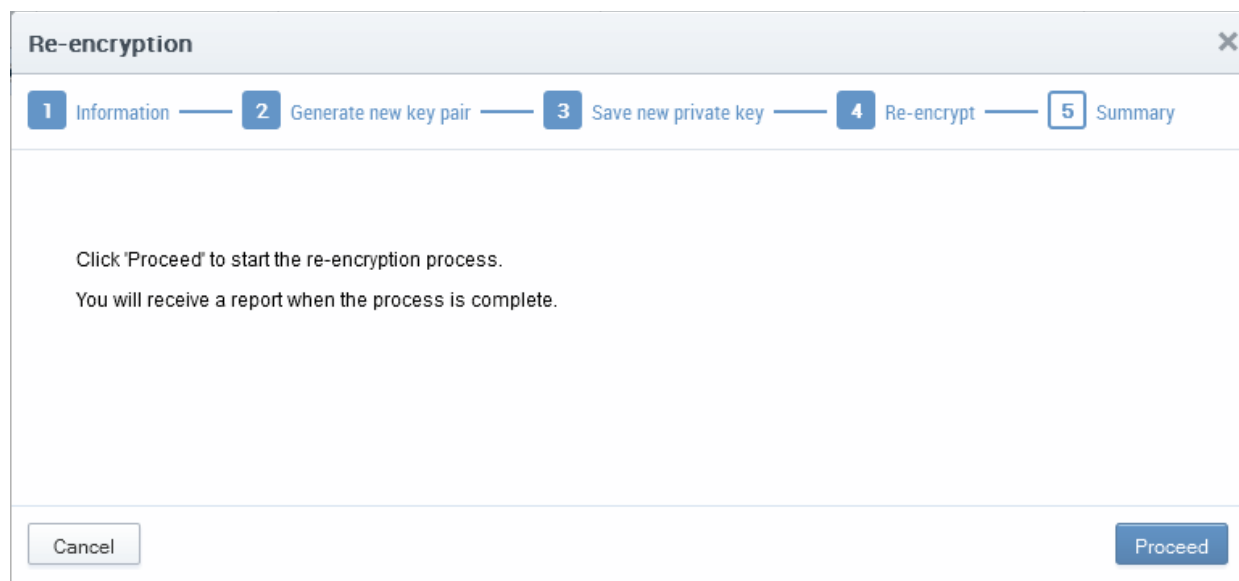 Re-encryption
1 Information 2 Generate new key pair 3 Save new private key 4 Re-encrypt 5 Summary
Click 'Proceed' to start the re-encryption process.
You will receive a report when the process is complete.
Cancel Proceed